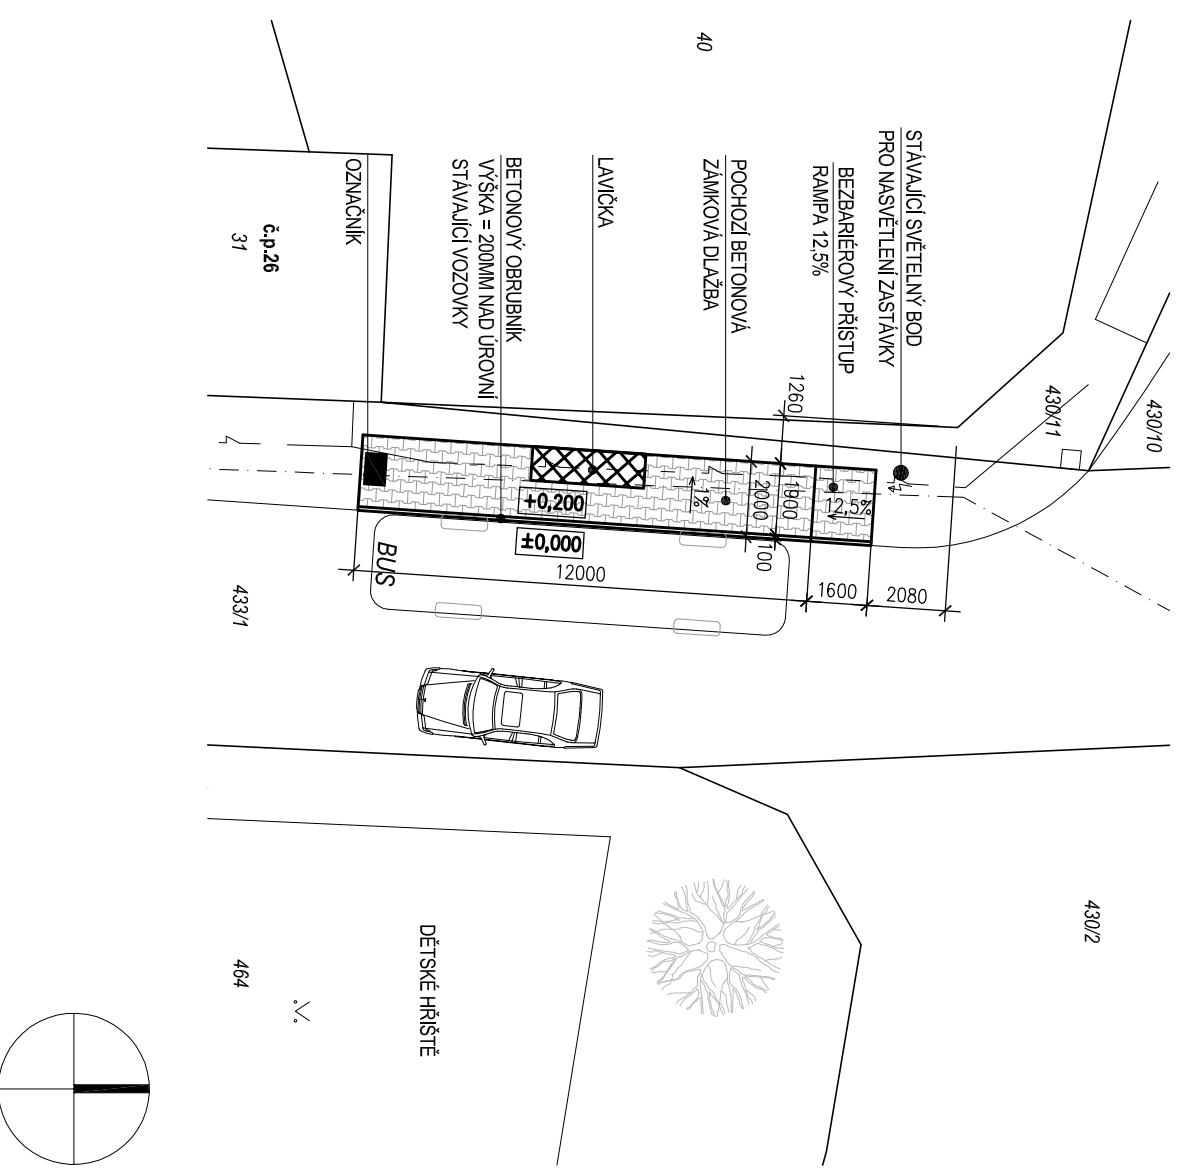 40
STÁVAJÍCÍ SVĚTELNÝ BOD
PRO NASVĚTLENÍ ZASTÁVKY
BEZBARIÉROVÝ PŘÍSTUP
RAMPA 12,5%
POCHOZÍ BETONOVÁ
ZÁMKOVÁ DLAŽBA
LAVIČKA
BETONOVÝ OBRUBNÍK
VÝŠKA = 200MM NAD ÚROVNÍ
STÁVAJÍCÍ VOZOVKY
OZNAČNÍK
č.p.26
31
430/10
430/11
1260
1900
2000
100
1%
12,5%
+0,200
±0,000
BUS
12000
1600
2080
433/1
430/2
DĚTSKÉ HŘIŠTĚ
464